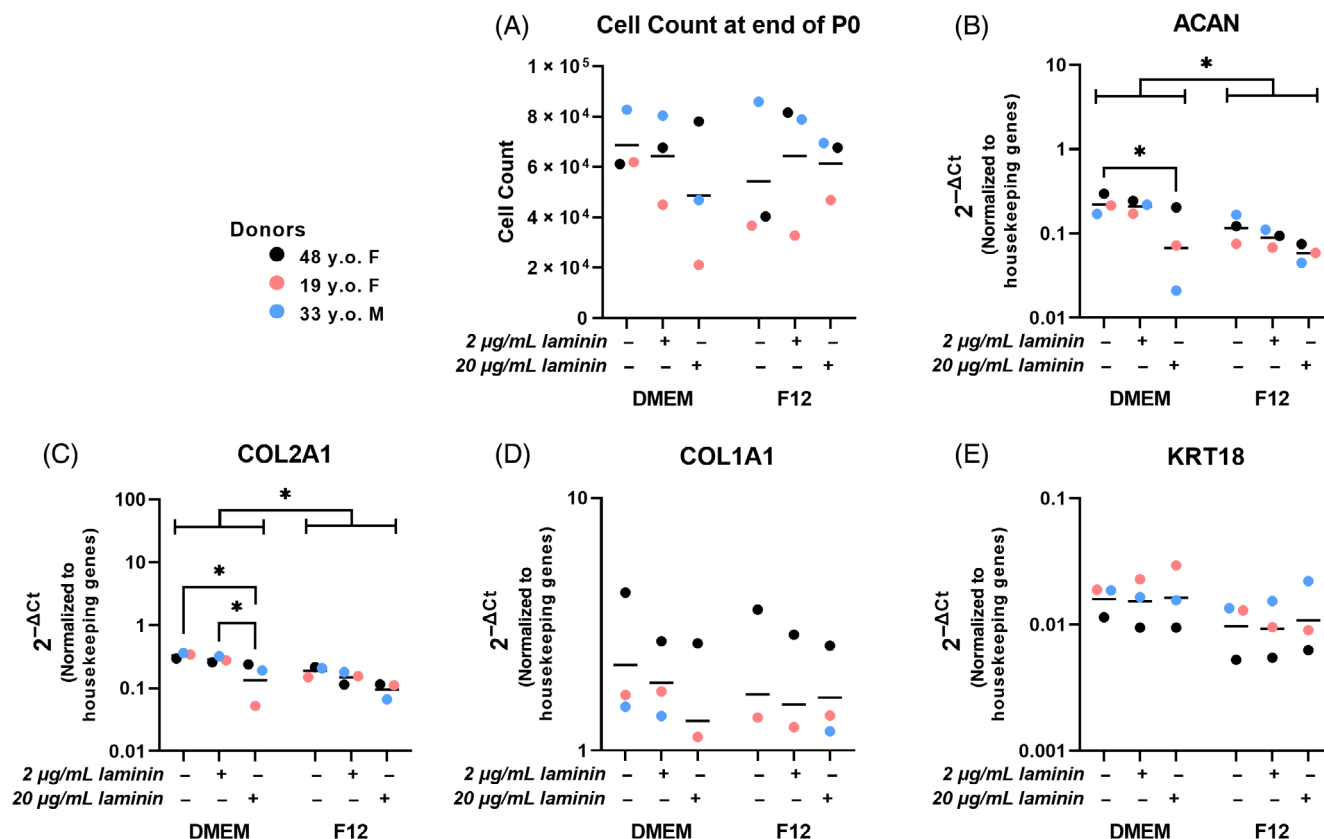 (A) Cell Count at end of P0
1 × 10⁵
8 × 10⁴
6 × 10⁴
4 × 10⁴
2 × 10⁴
0
Cell Count
2 µg/mL laminin – + – – + –
20 µg/mL laminin – – + – – +
DMEM F12
(B) ACAN
10
1
0.1
0.01
2^–ΔCt
(Normalized to
housekeeping genes)
*
*
2 µg/mL laminin – + – – + –
20 µg/mL laminin – – + – – +
DMEM F12
Donors
48 y.o. F
19 y.o. F
33 y.o. M
(C) COL2A1
100
10
1
0.1
0.01
2^–ΔCt
(Normalized to
housekeeping genes)
*
*
*
2 µg/mL laminin – + – – + –
20 µg/mL laminin – – + – – +
DMEM F12
(D) COL1A1
10
1
2^–ΔCt
(Normalized to
housekeeping genes)
2 µg/mL laminin – + – – + –
20 µg/mL laminin – – + – – +
DMEM F12
(E) KRT18
0.1
0.01
0.001
2^–ΔCt
(Normalized to
housekeeping genes)
2 µg/mL laminin – + – – + –
20 µg/mL laminin – – + – – +
DMEM F12